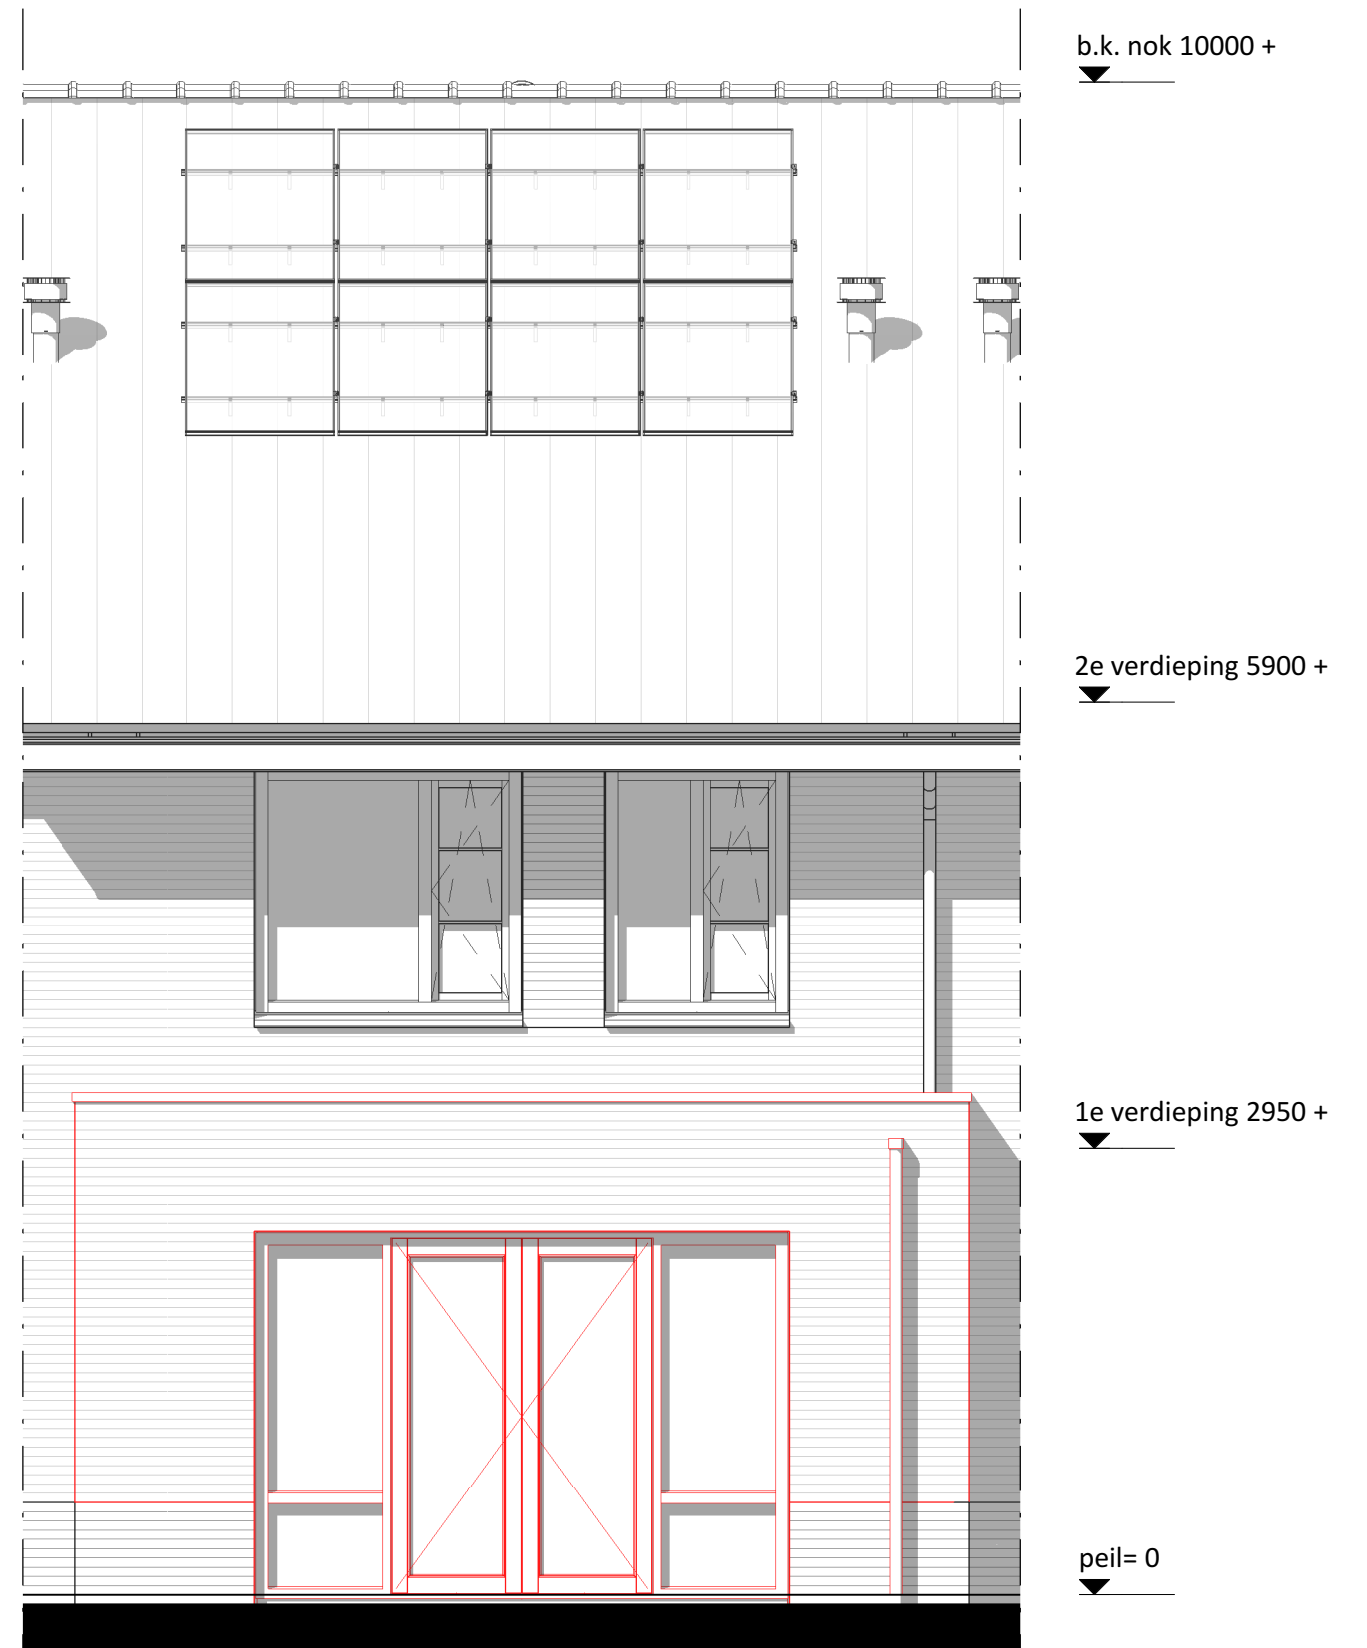 b.k. nok 10000 +
2e verdieping 5900 +
1e verdieping 2950 +
peil= 0